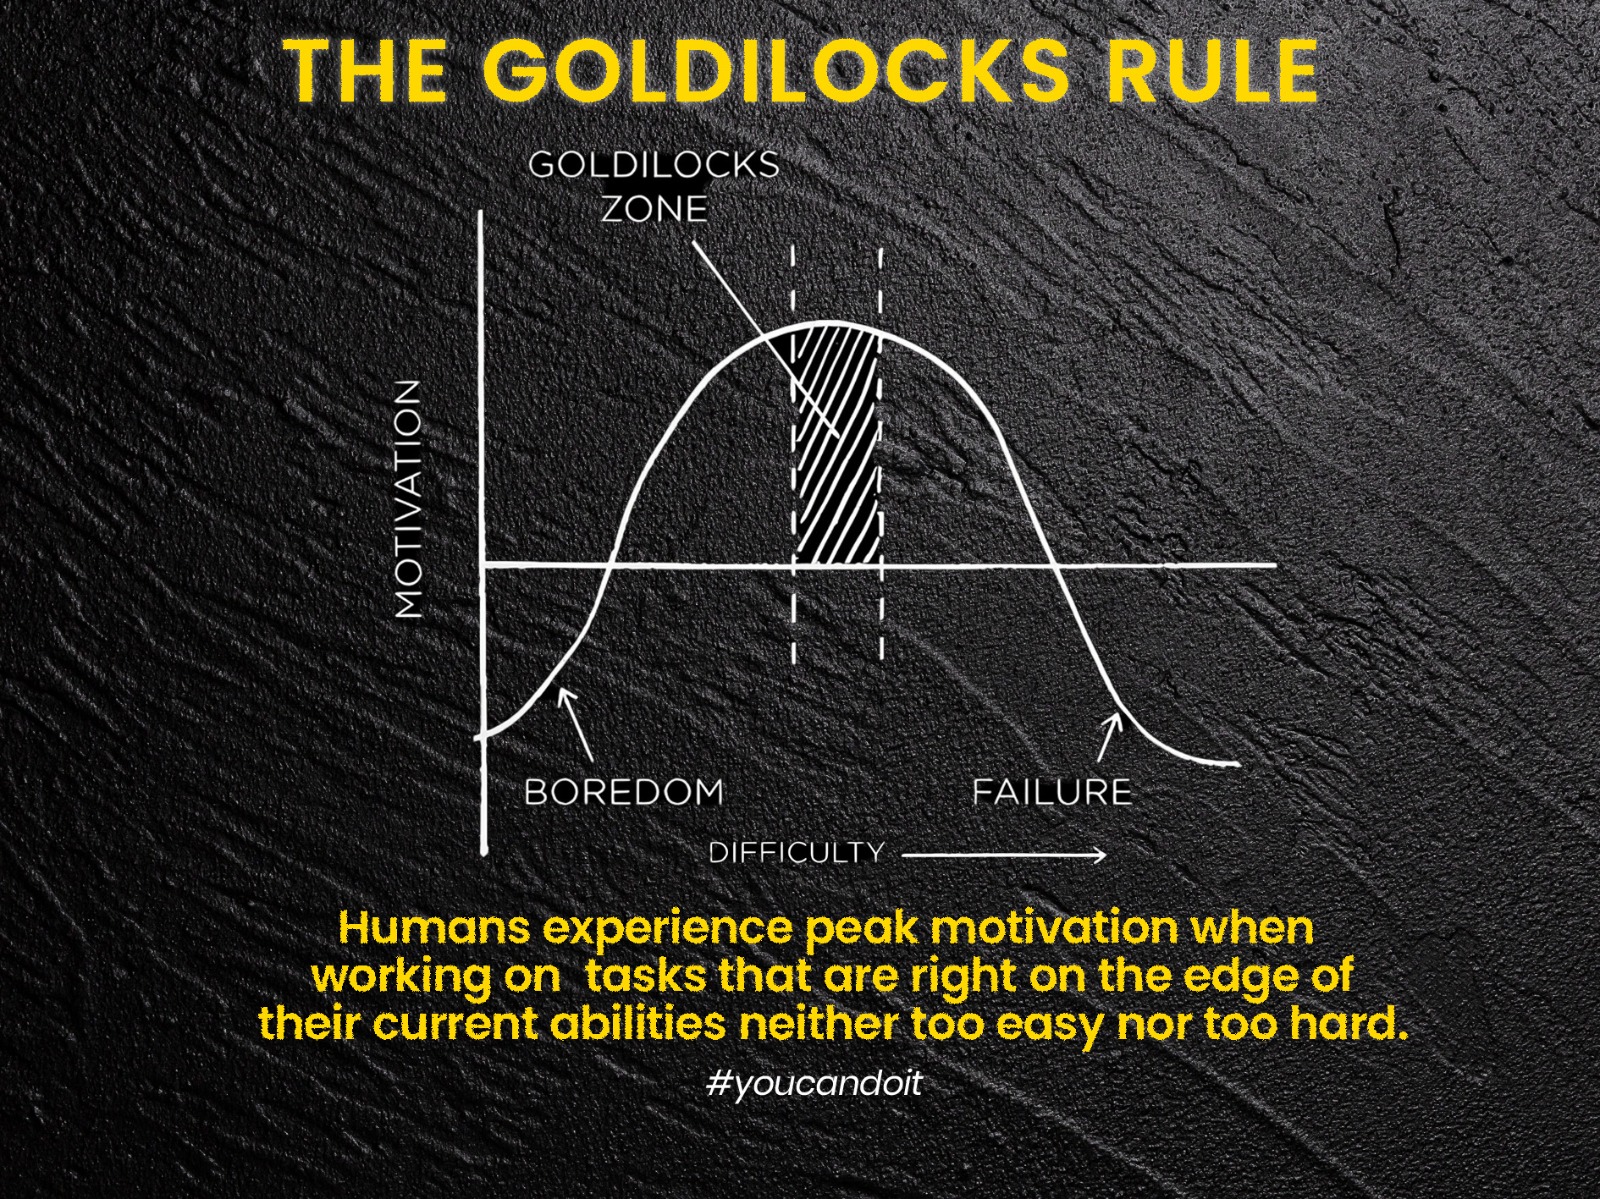 THE GOLDILOCKS RULE
GOLDILOCKS
ZONE
MOTIVATION
BOREDOM
FAILURE
DIFFICULTY
Humans experience peak motivation when
working on  tasks that are right on the edge of
their current abilities neither too easy nor too hard.
#youcandoit